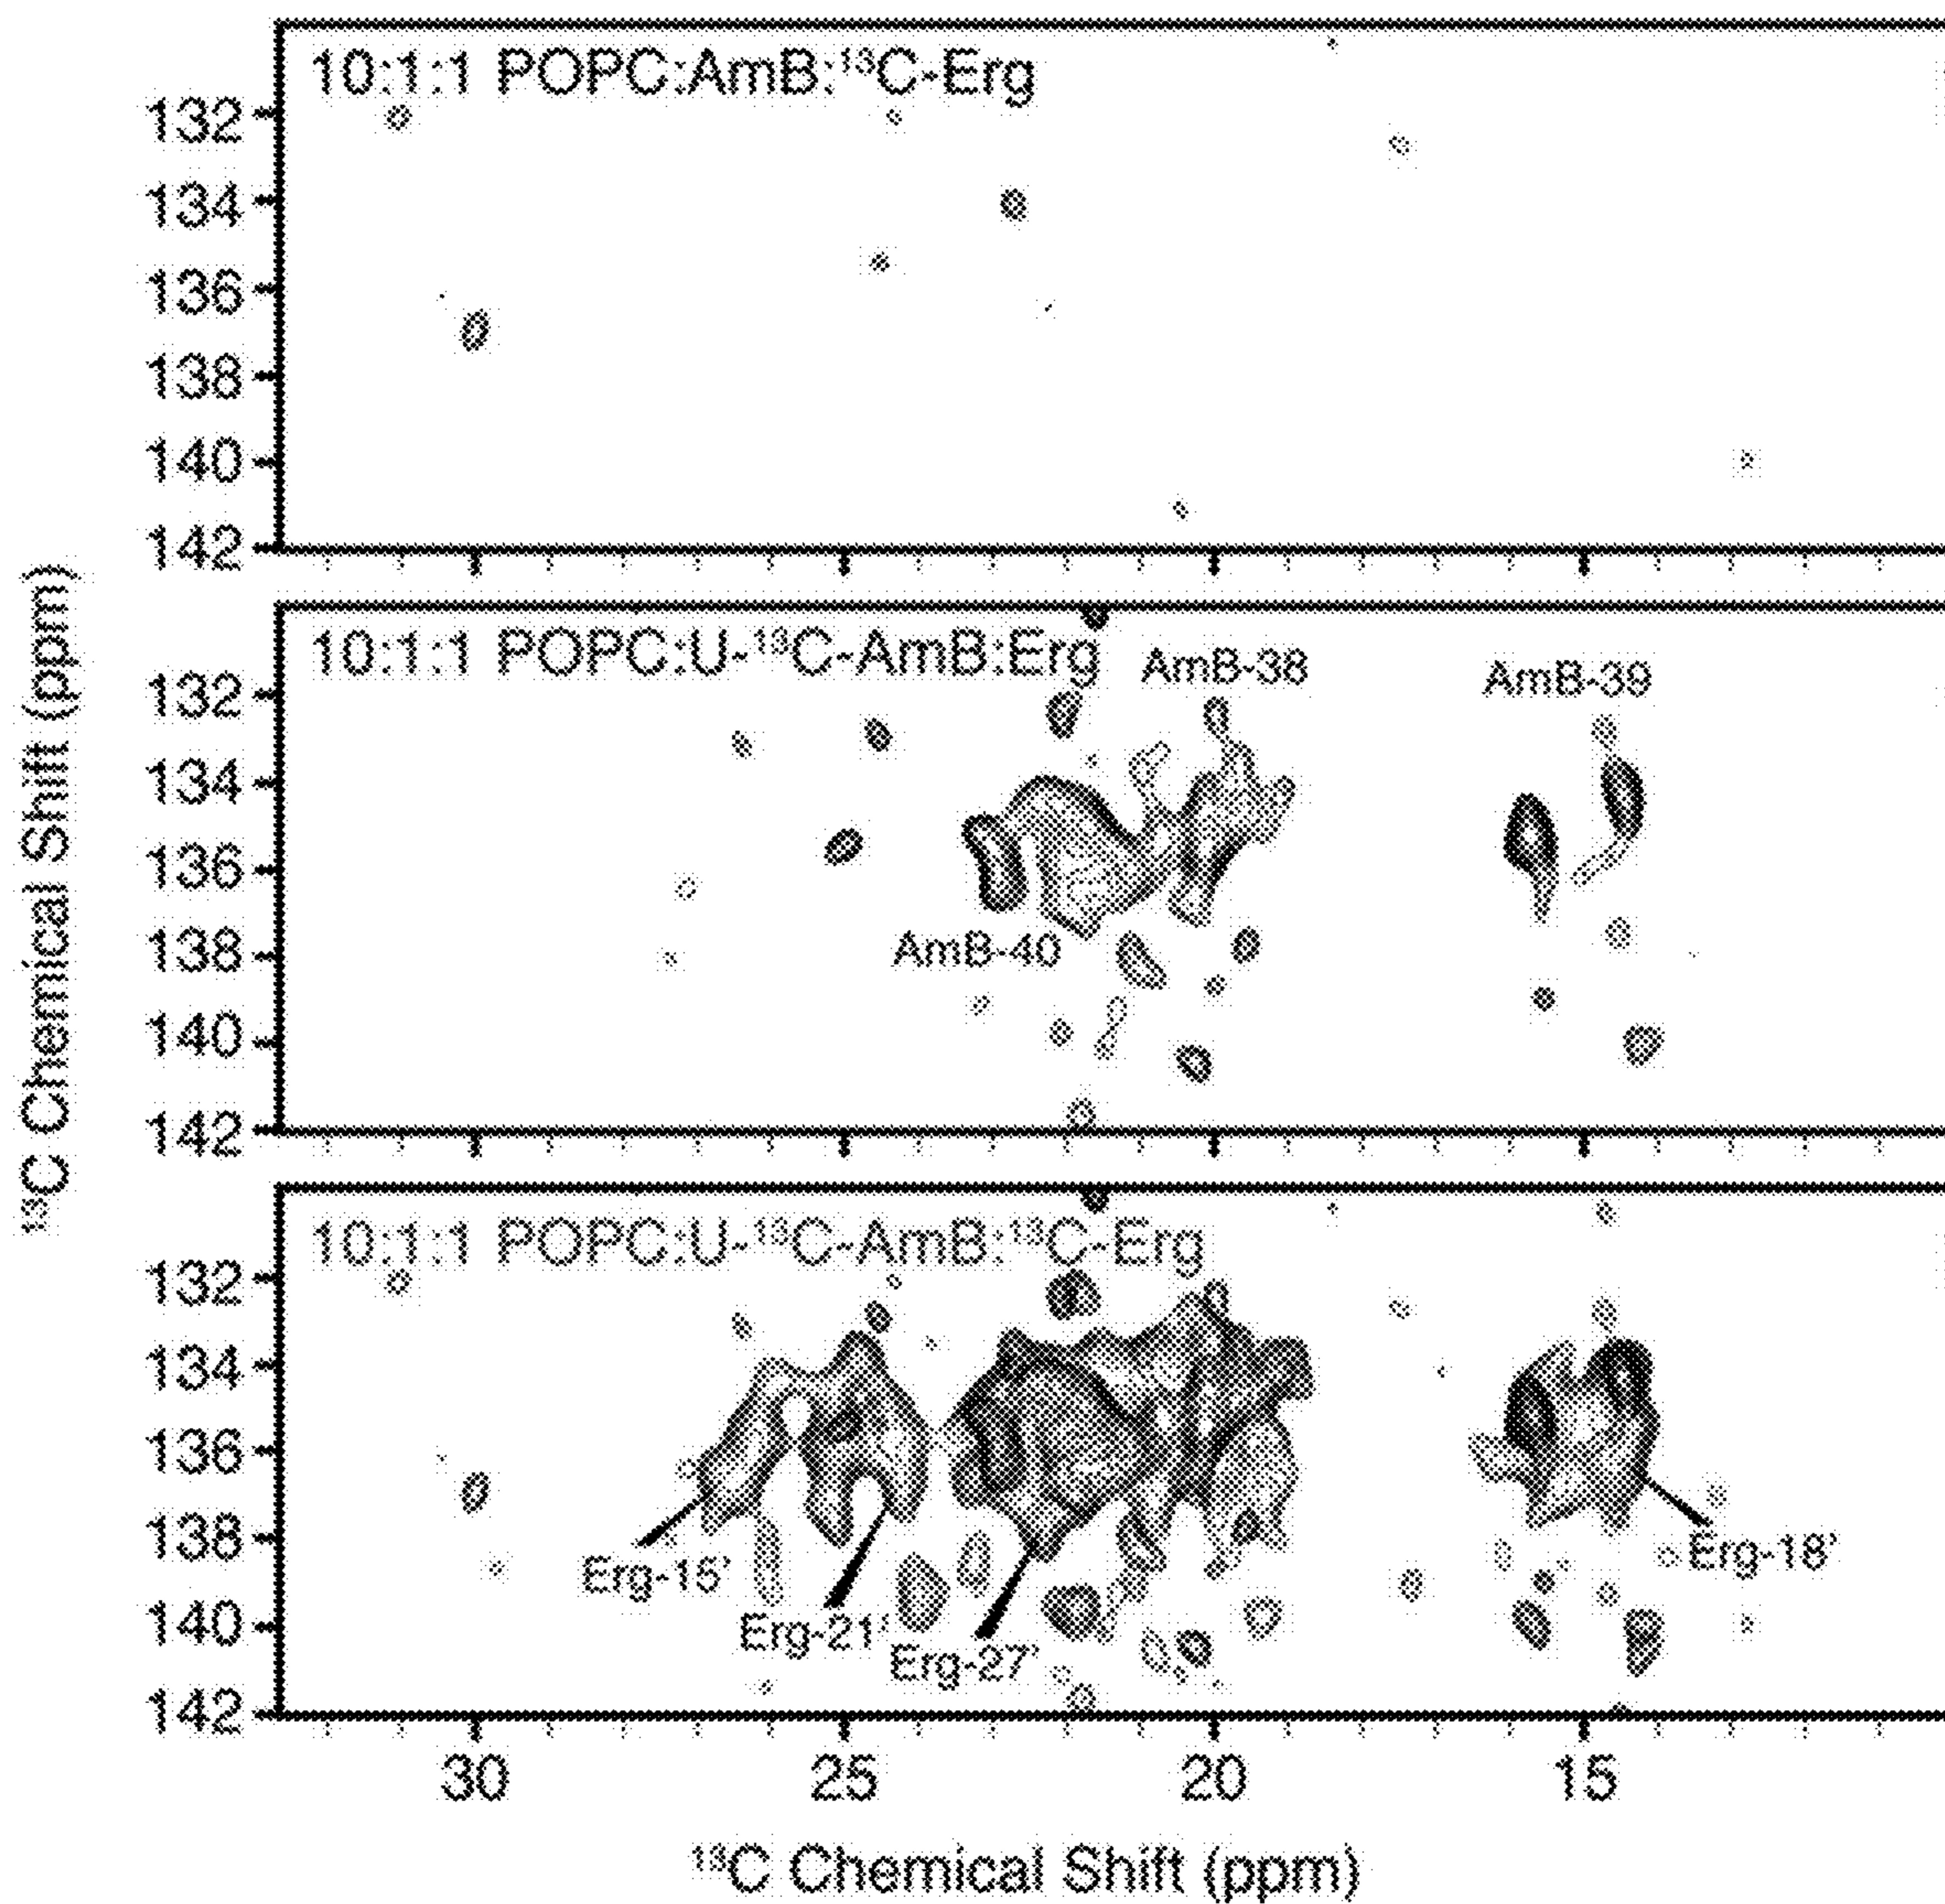 10:1:1 POPC:AmB:¹³C-Erg
132
134
136
138
140
142
¹³C Chemical Shift (ppm)
10:1:1 POPC:U-¹³C-AmB:Erg
AmB-38
AmB-39
132
134
136
138
AmB-40
140
142
10:1:1 POPC:U-¹³C-AmB:¹³C-Erg
132
134
136
138
Erg-15'
Erg-18'
140
Erg-21'
Erg-27'
142
30 25 20 15
¹³C Chemical Shift (ppm)